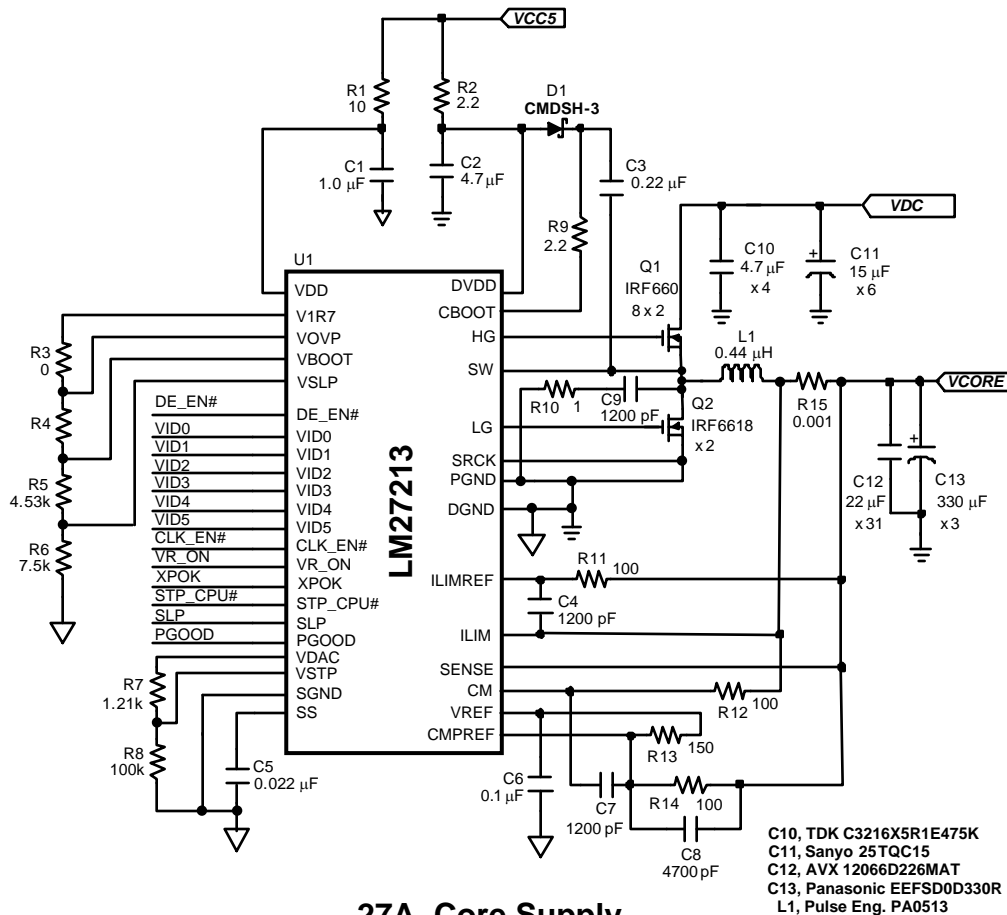 VCC5
R1
10
R2
2.2
D1
CMDSH-3
C1
1.0 µF
C2
4.7 µF
C3
0.22 µF
R9
2.2
VDC
C10
4.7 µF
x 4
C11
15 µF
x 6
Q1
IRF660
8 x 2
L1
0.44 µH
VCORE
R15
0.001
Q2
IRF6618
x 2
R10
1
C9
1200 pF
C12
22 µF
x 31
C13
330 µF
x 3
U1
LM27213
VDD
V1R7
VOVP
VBOOT
VSLP
DE_EN#
VID0
VID1
VID2
VID3
VID4
VID5
CLK_EN#
VR_ON
XPOK
STP_CPU#
SLP
PGOOD
VDAC
VSTP
SGND
SS
DVDD
CBOOT
HG
SW
LG
SRCK
PGND
DGND
ILIMREF
ILIM
SENSE
CM
VREF
CMPREF
R3
0
R4
R5
4.53k
R6
7.5k
DE_EN#
VID0
VID1
VID2
VID3
VID4
VID5
CLK_EN#
VR_ON
XPOK
STP_CPU#
SLP
PGOOD
R7
1.21k
R8
100k
C5
0.022 µF
R11
100
C4
1200 pF
R12
100
R13
150
C6
0.1 µF
C7
1200 pF
R14
100
C8
4700 pF
C10, TDK C3216X5R1E475K
C11, Sanyo 25TQC15
C12, AVX 12066D226MAT
C13, Panasonic EEFSD0D330R
L1, Pulse Eng. PA0513
27A, Core Supply